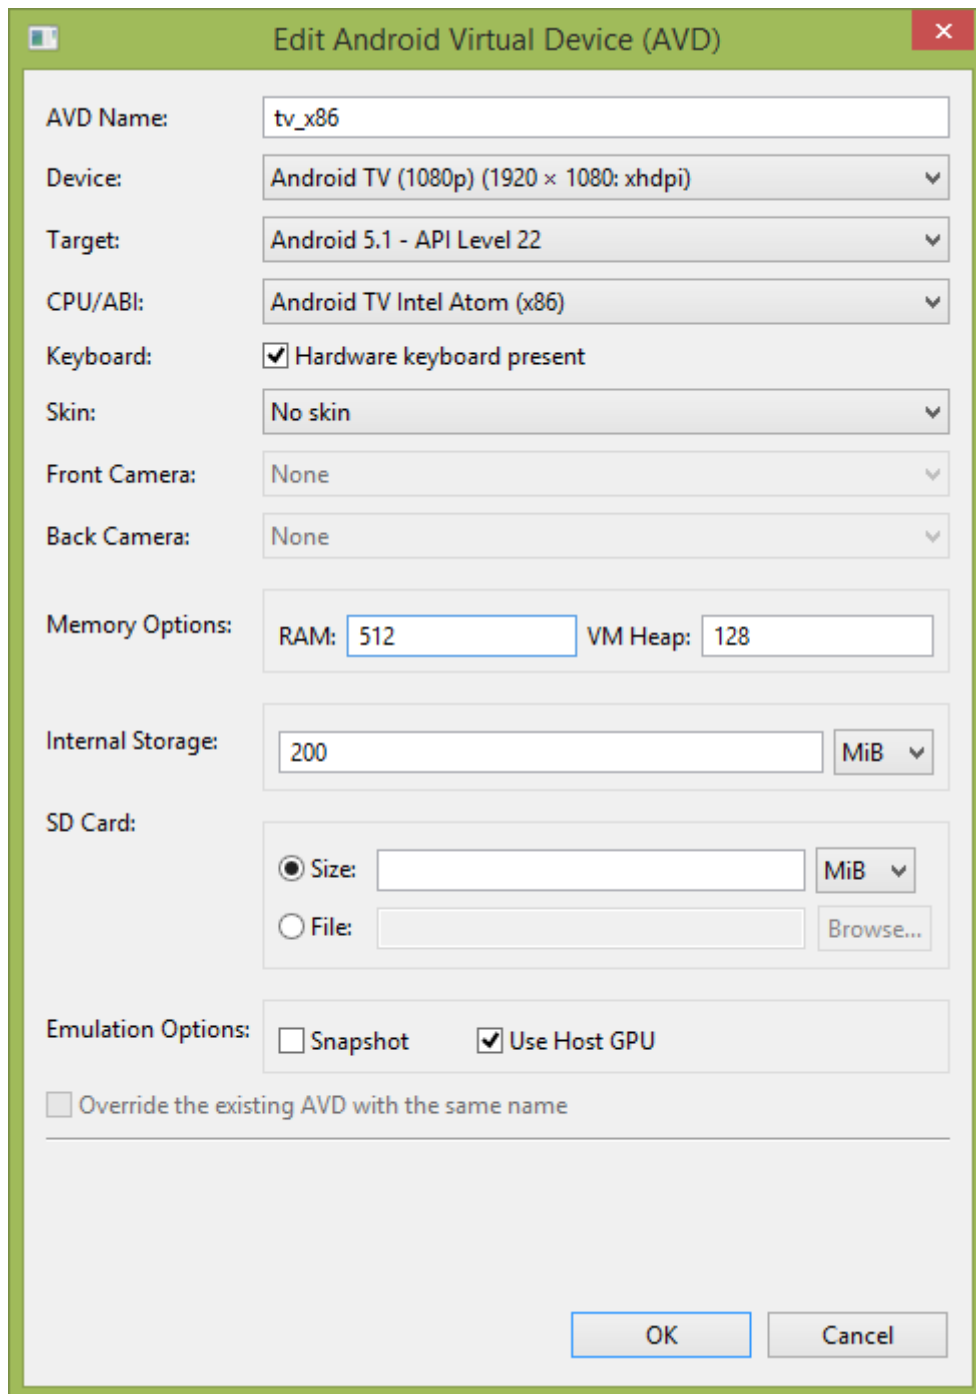 Edit Android Virtual Device (AVD)
AVD Name: tv_x86
Device: Android TV (1080p) (1920 × 1080: xhdpi)
Target: Android 5.1 - API Level 22
CPU/ABI: Android TV Intel Atom (x86)
Keyboard: Hardware keyboard present
Skin: No skin
Front Camera: None
Back Camera: None
Memory Options: RAM: 512 VM Heap: 128
Internal Storage: 200 MiB
SD Card:
Size: MiB
File: Browse...
Emulation Options: Snapshot Use Host GPU
Override the existing AVD with the same name
OK Cancel